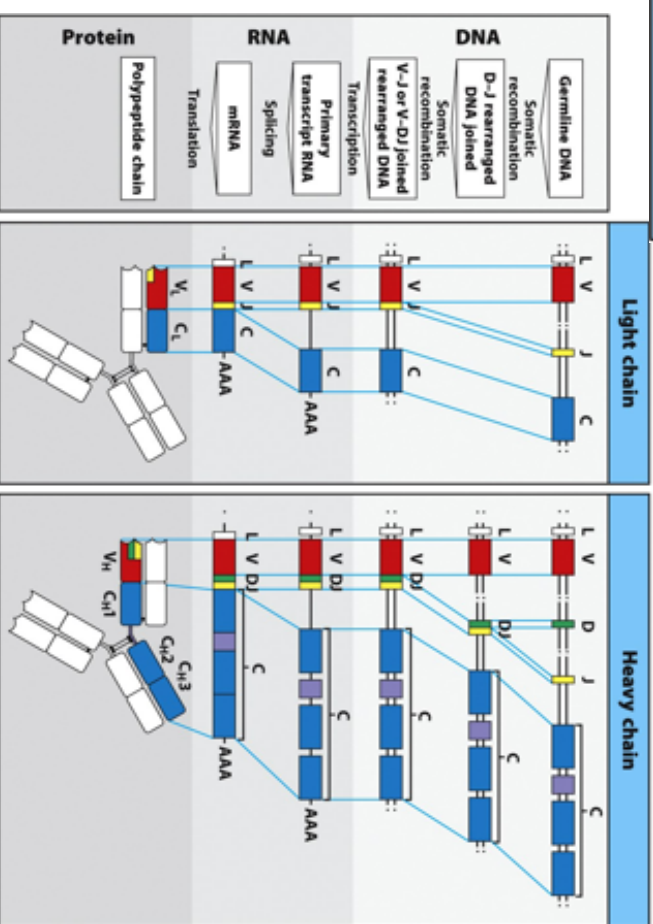 Light chain
Heavy chain
DNA
RNA
Protein
Germline DNA
Somatic
recombination
D–J rearranged
DNA joined
Somatic
recombination
V–J or V–DJ joined
rearranged DNA
Transcription
Primary
transcript RNA
Splicing
mRNA
Translation
Polypeptide chain
L V J C
L V J C
L V J C AAA
L V J C AAA
VL CL
L V D J C
L V DJ C
L V DJ C
L V DJ C AAA
L V DJ C AAA
VH CH1 CH2 CH3